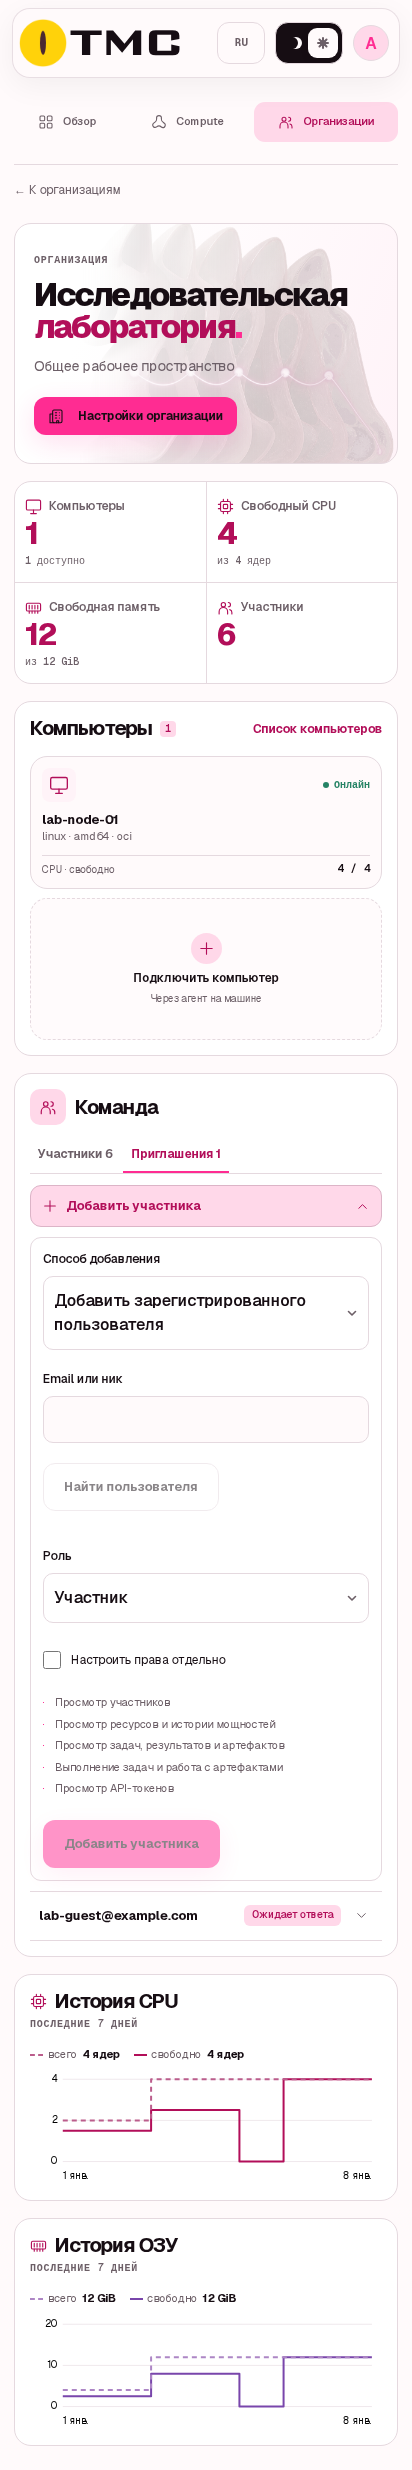 TMC
RU
A
Обзор
Compute
Организации
← К организациям
ОРГАНИЗАЦИЯ
Исследовательская
лаборатория.
Общее рабочее пространство
Настройки организации
Компьютеры
1
1 доступно
Свободный CPU
4
из 4 ядер
Свободная память
12
из 12 GiB
Участники
6
Компьютеры 1
Список компьютеров
Онлайн
lab-node-01
linux · amd64 · oci
CPU · свободно
4 / 4
Подключить компьютер
Через агент на машине
Команда
Участники 6
Приглашения 1
Добавить участника
Способ добавления
Добавить зарегистрированного
пользователя
Email или ник
Найти пользователя
Роль
Участник
Настроить права отдельно
· Просмотр участников
· Просмотр ресурсов и истории мощностей
· Просмотр задач, результатов и артефактов
· Выполнение задач и работа с артефактами
· Просмотр API-токенов
Добавить участника
lab-guest@example.com
Ожидает ответа
История CPU
ПОСЛЕДНИЕ 7 ДНЕЙ
всего 4 ядер
свободно 4 ядер
4
2
0
1 янв.
8 янв.
История ОЗУ
ПОСЛЕДНИЕ 7 ДНЕЙ
всего 12 GiB
свободно 12 GiB
20
10
0
1 янв.
8 янв.